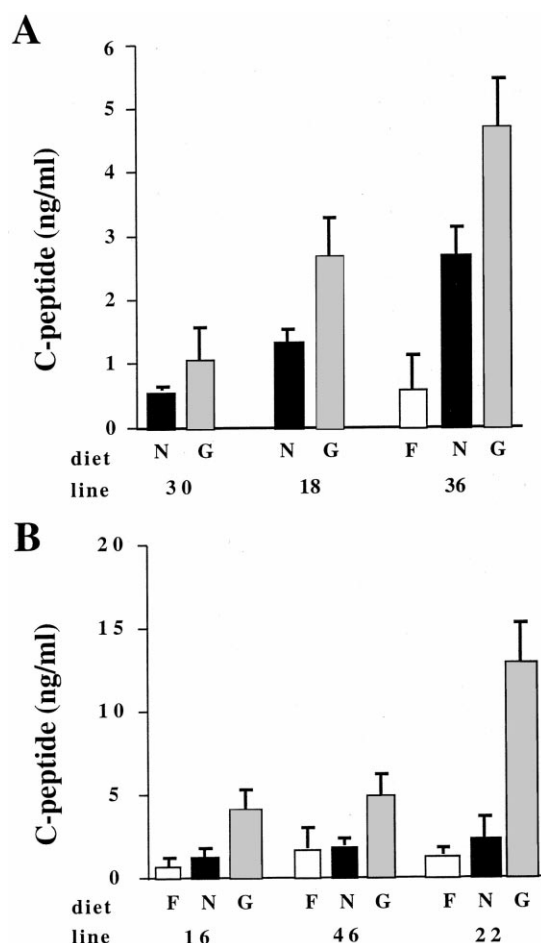 A
6
5
4
3
2
1
0
C-peptide (ng/ml)
diet N G N G F N G
line 30 18 36
B
20
15
10
5
0
C-peptide (ng/ml)
diet F N G F N G F N G
line 16 46 22